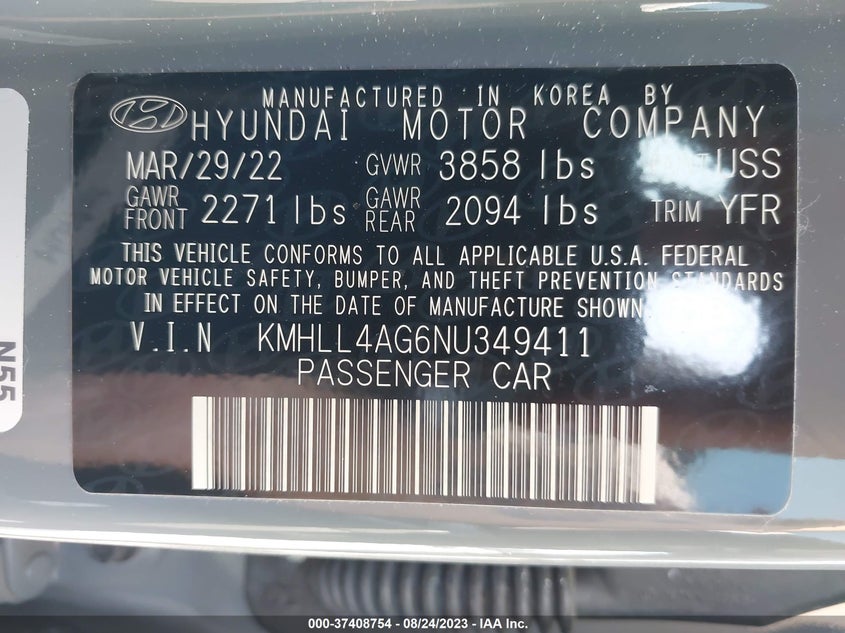 MANUFACTURED IN KOREA BY
HYUNDAI MOTOR COMPANY
MAR/29/22 GVWR 3858 lbs USS
GAWR FRONT 2271 lbs GAWR REAR 2094 lbs TRIM YFR
THIS VEHICLE CONFORMS TO ALL APPLICABLE U.S.A. FEDERAL
MOTOR VEHICLE SAFETY, BUMPER, AND THEFT PREVENTION STANDARDS
IN EFFECT ON THE DATE OF MANUFACTURE SHOWN.
V.I.N KMHLL4AG6NU349411
PASSENGER CAR
N55
000-37408754 - 08/24/2023 - IAA Inc.